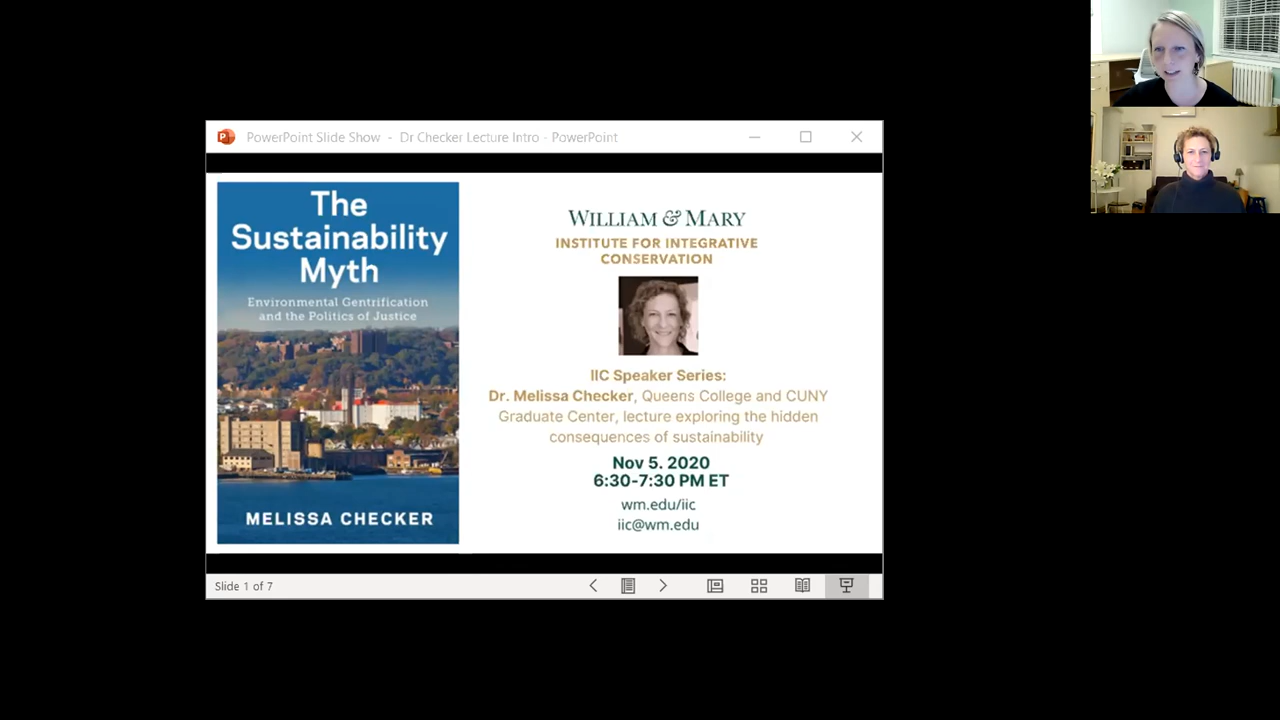 PowerPoint Slide Show - Dr Checker Lecture Intro - PowerPoint
The
Sustainability
Myth
Environmental Gentrification
and the Politics of Justice
MELISSA CHECKER
WILLIAM & MARY
INSTITUTE FOR INTEGRATIVE
CONSERVATION
IIC Speaker Series:
Dr. Melissa Checker, Queens College and CUNY
Graduate Center, lecture exploring the hidden
consequences of sustainability
Nov 5. 2020
6:30-7:30 PM ET
wm.edu/iic
iic@wm.edu
Slide 1 of 7